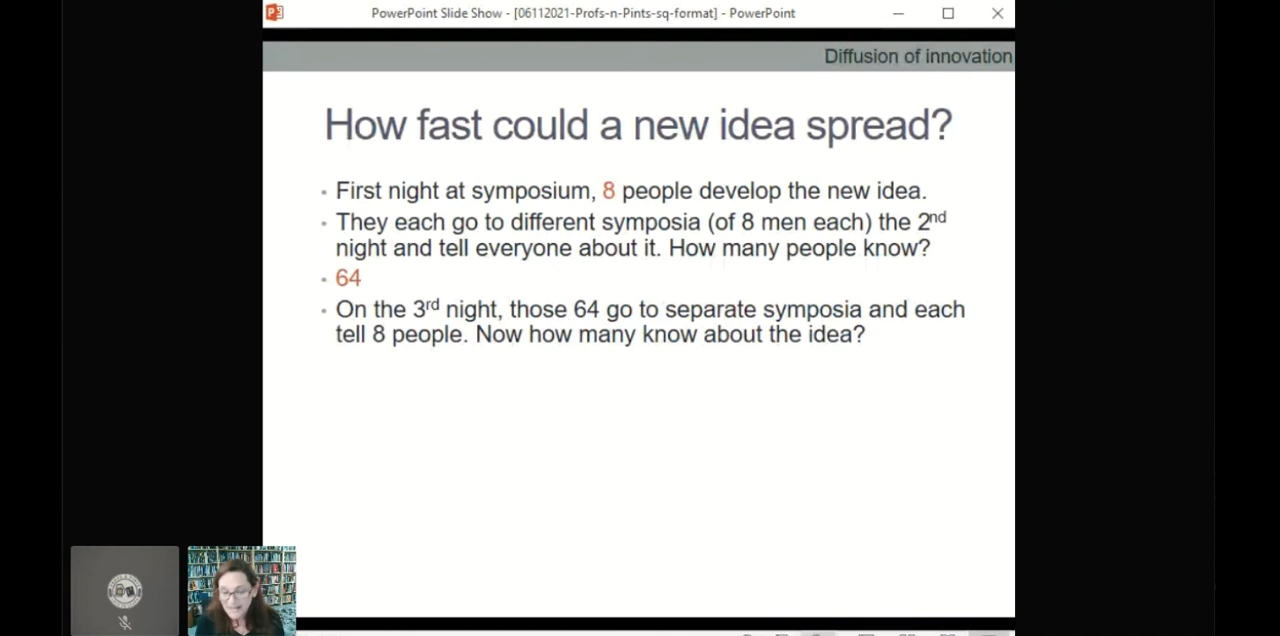 PowerPoint Slide Show - [06112021-Profs-n-Pints-sq-format] - PowerPoint
Diffusion of innovation
How fast could a new idea spread?
• First night at symposium, 8 people develop the new idea.
• They each go to different symposia (of 8 men each) the 2nd
night and tell everyone about it. How many people know?
• 64
• On the 3rd night, those 64 go to separate symposia and each
tell 8 people. Now how many know about the idea?